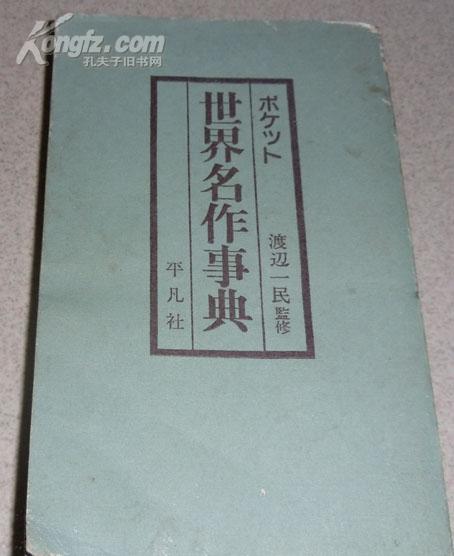 Kongfz.com
孔夫子旧书网
ポケット
渡辺一民監修
世界名作事典
平凡社